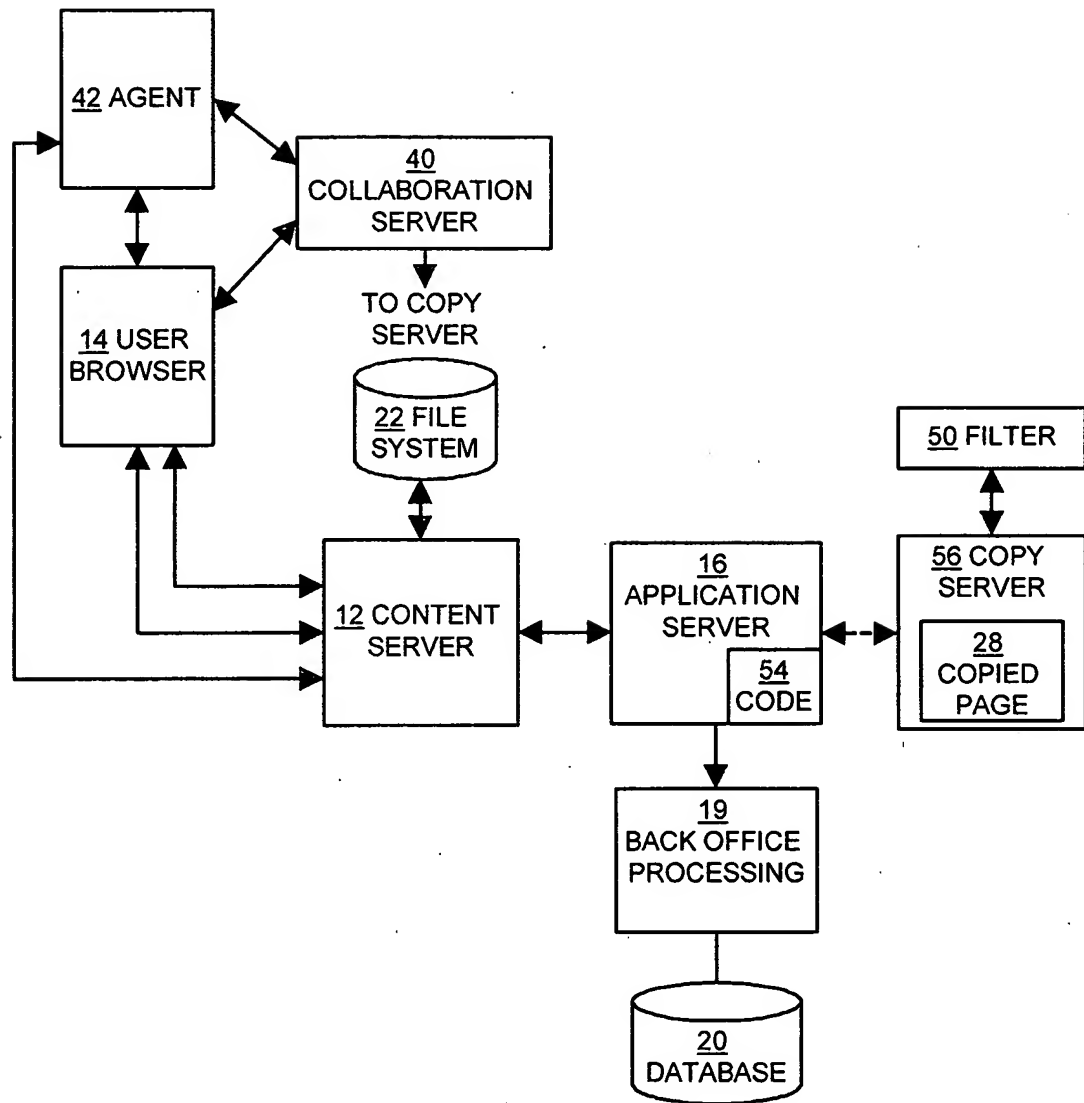 42 AGENT
40
COLLABORATION
SERVER
TO COPY
SERVER
14 USER
BROWSER
22 FILE
SYSTEM
50 FILTER
12 CONTENT
SERVER
16
APPLICATION
SERVER
54
CODE
56 COPY
SERVER
28
COPIED
PAGE
19
BACK OFFICE
PROCESSING
20
DATABASE